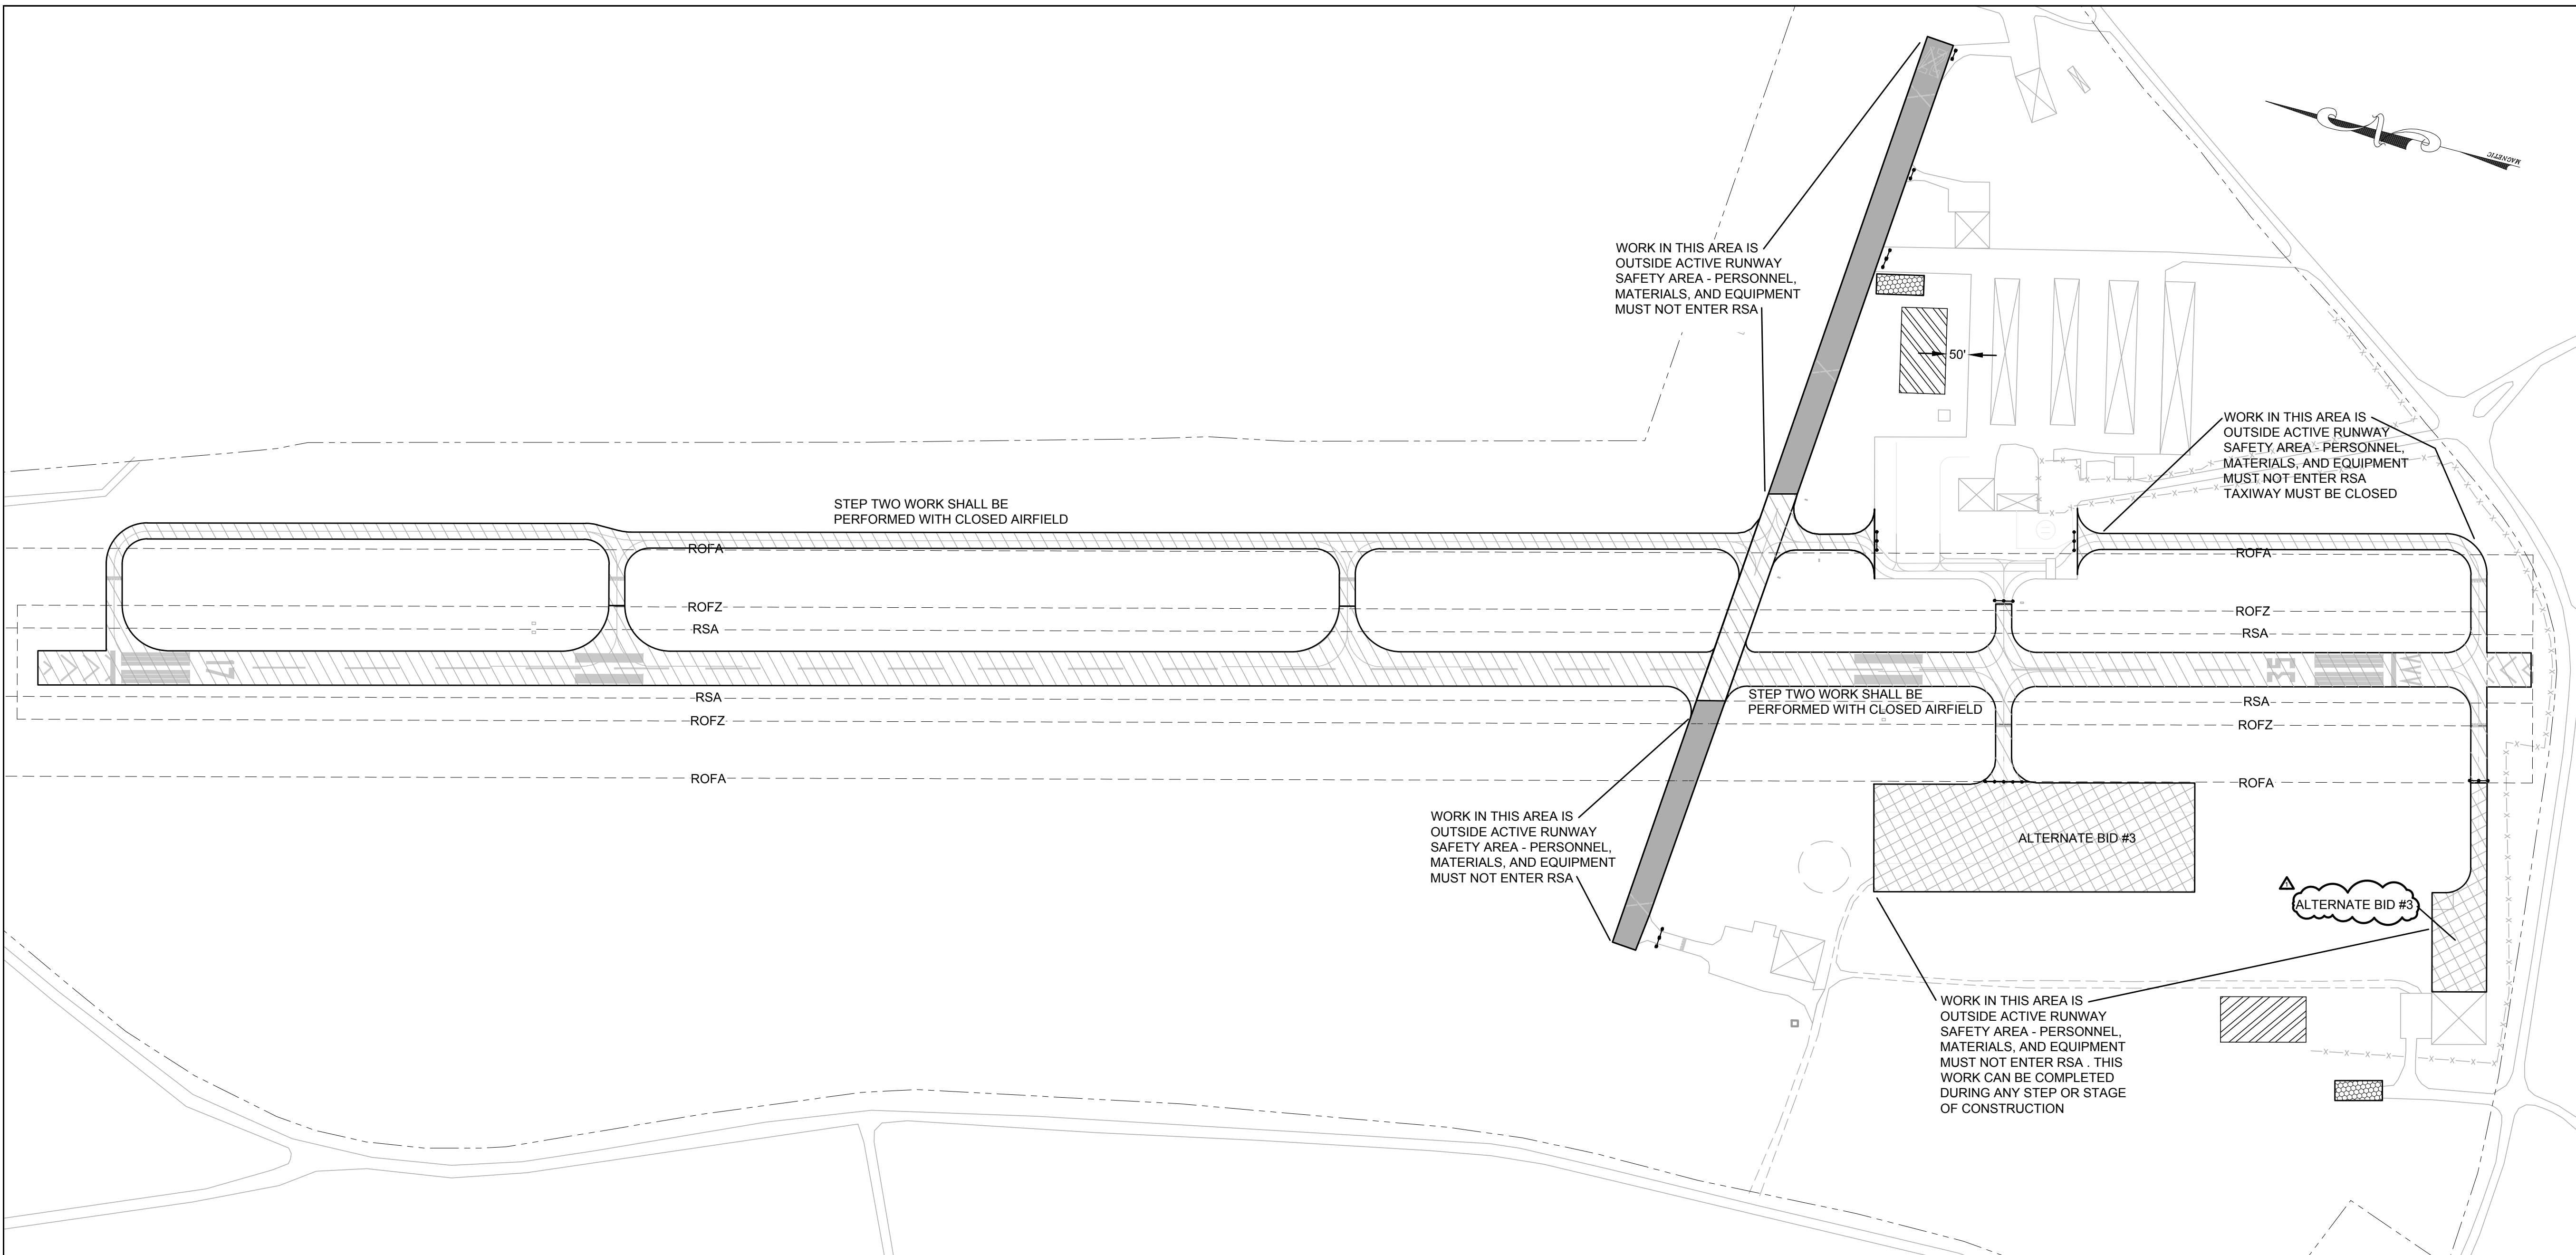 MAGNETIC
WORK IN THIS AREA IS
OUTSIDE ACTIVE RUNWAY
SAFETY AREA - PERSONNEL,
MATERIALS, AND EQUIPMENT
MUST NOT ENTER RSA
50'
WORK IN THIS AREA IS
OUTSIDE ACTIVE RUNWAY
SAFETY AREA - PERSONNEL,
MATERIALS, AND EQUIPMENT
MUST NOT ENTER RSA
TAXIWAY MUST BE CLOSED
STEP TWO WORK SHALL BE
PERFORMED WITH CLOSED AIRFIELD
ROFA
ROFA
ROFZ
ROFZ
RSA
RSA
17
35
RSA
RSA
ROFZ
ROFZ
STEP TWO WORK SHALL BE
PERFORMED WITH CLOSED AIRFIELD
ROFA
ROFA
WORK IN THIS AREA IS
OUTSIDE ACTIVE RUNWAY
SAFETY AREA - PERSONNEL,
MATERIALS, AND EQUIPMENT
MUST NOT ENTER RSA
ALTERNATE BID #3
ALTERNATE BID #3
WORK IN THIS AREA IS
OUTSIDE ACTIVE RUNWAY
SAFETY AREA - PERSONNEL,
MATERIALS, AND EQUIPMENT
MUST NOT ENTER RSA . THIS
WORK CAN BE COMPLETED
DURING ANY STEP OR STAGE
OF CONSTRUCTION